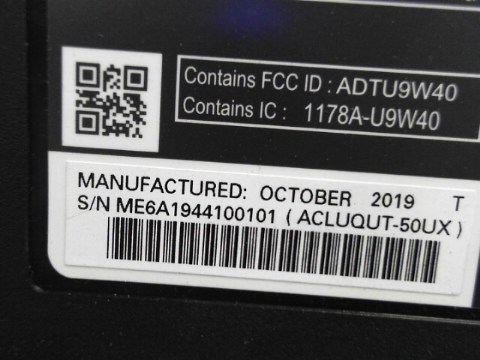 Contains FCC ID : ADTU9W40
Contains IC : 1178A-U9W40
MANUFACTURED: OCTOBER 2019 T
S/N ME6A1944100101 ( ACLUQUT-50UX )